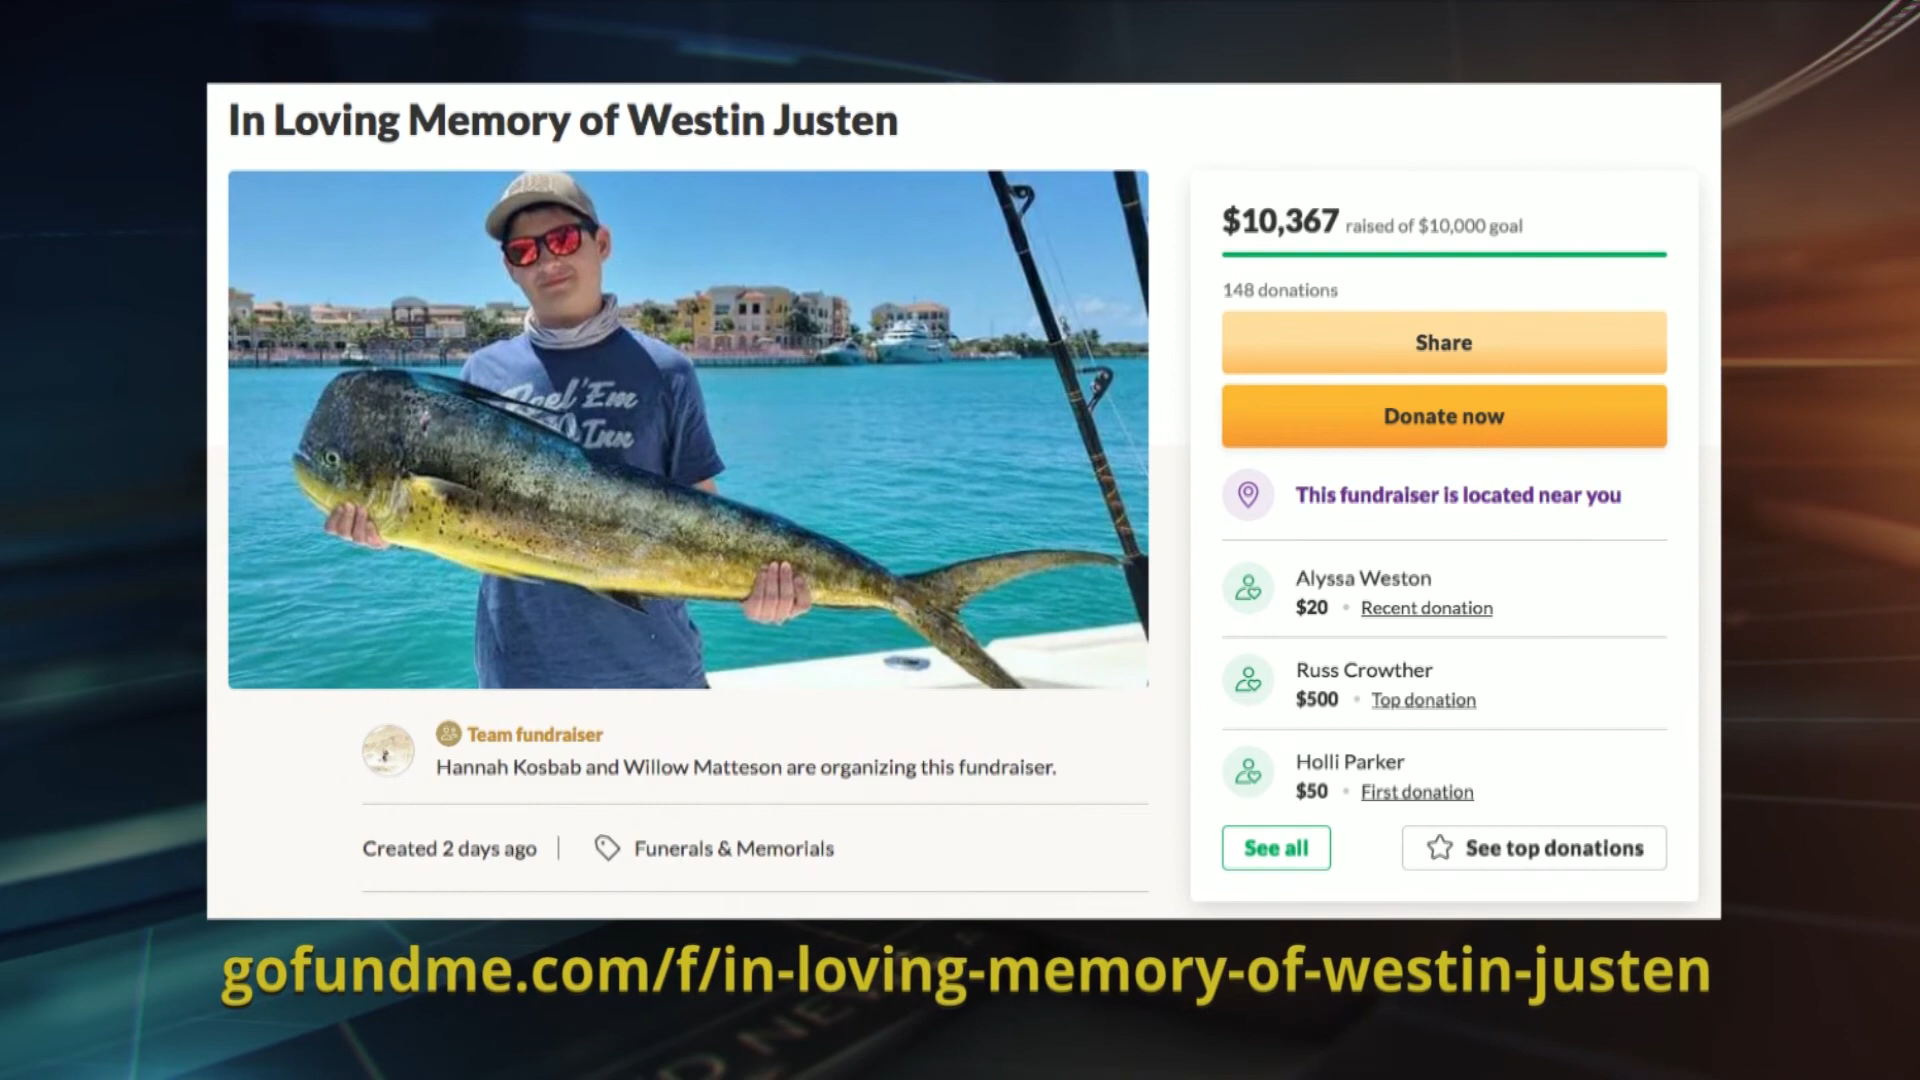 In Loving Memory of Westin Justen
Reel 'Em
Inn
$10,367 raised of $10,000 goal
148 donations
Share
Donate now
This fundraiser is located near you
Alyssa Weston
$20 • Recent donation
Russ Crowther
$500 • Top donation
Holli Parker
$50 • First donation
See all
See top donations
Team fundraiser
Hannah Kosbab and Willow Matteson are organizing this fundraiser.
Created 2 days ago
Funerals & Memorials
gofundme.com/f/in-loving-memory-of-westin-justen